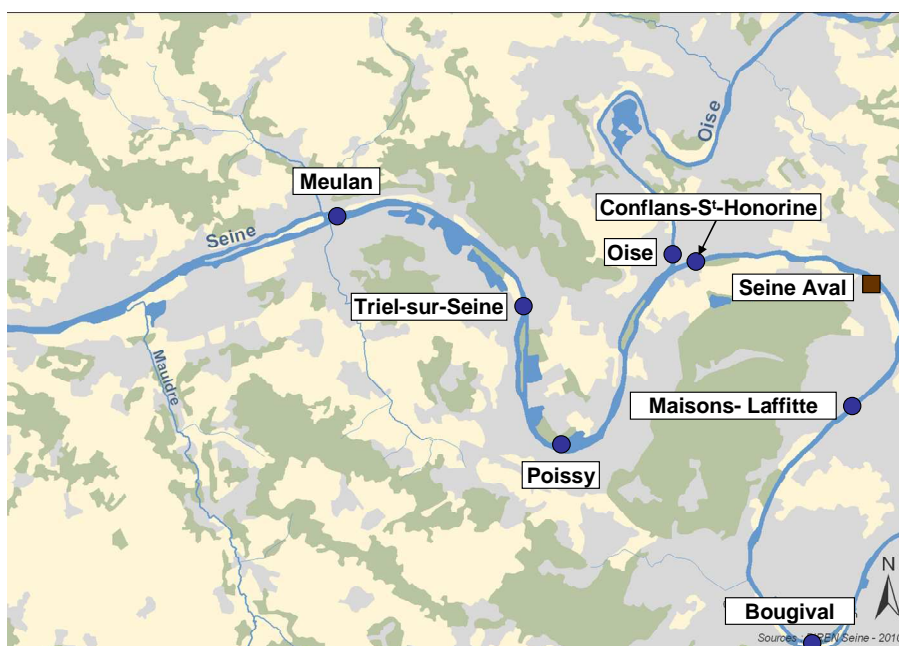 Oise
Meulan
Conflans-Sᵗ-Honorine
Seine
Oise
Seine Aval
Triel-sur-Seine
Mauldre
Maisons- Laffitte
Poissy
N
Bougival
Sources : PIREN Seine - 2010